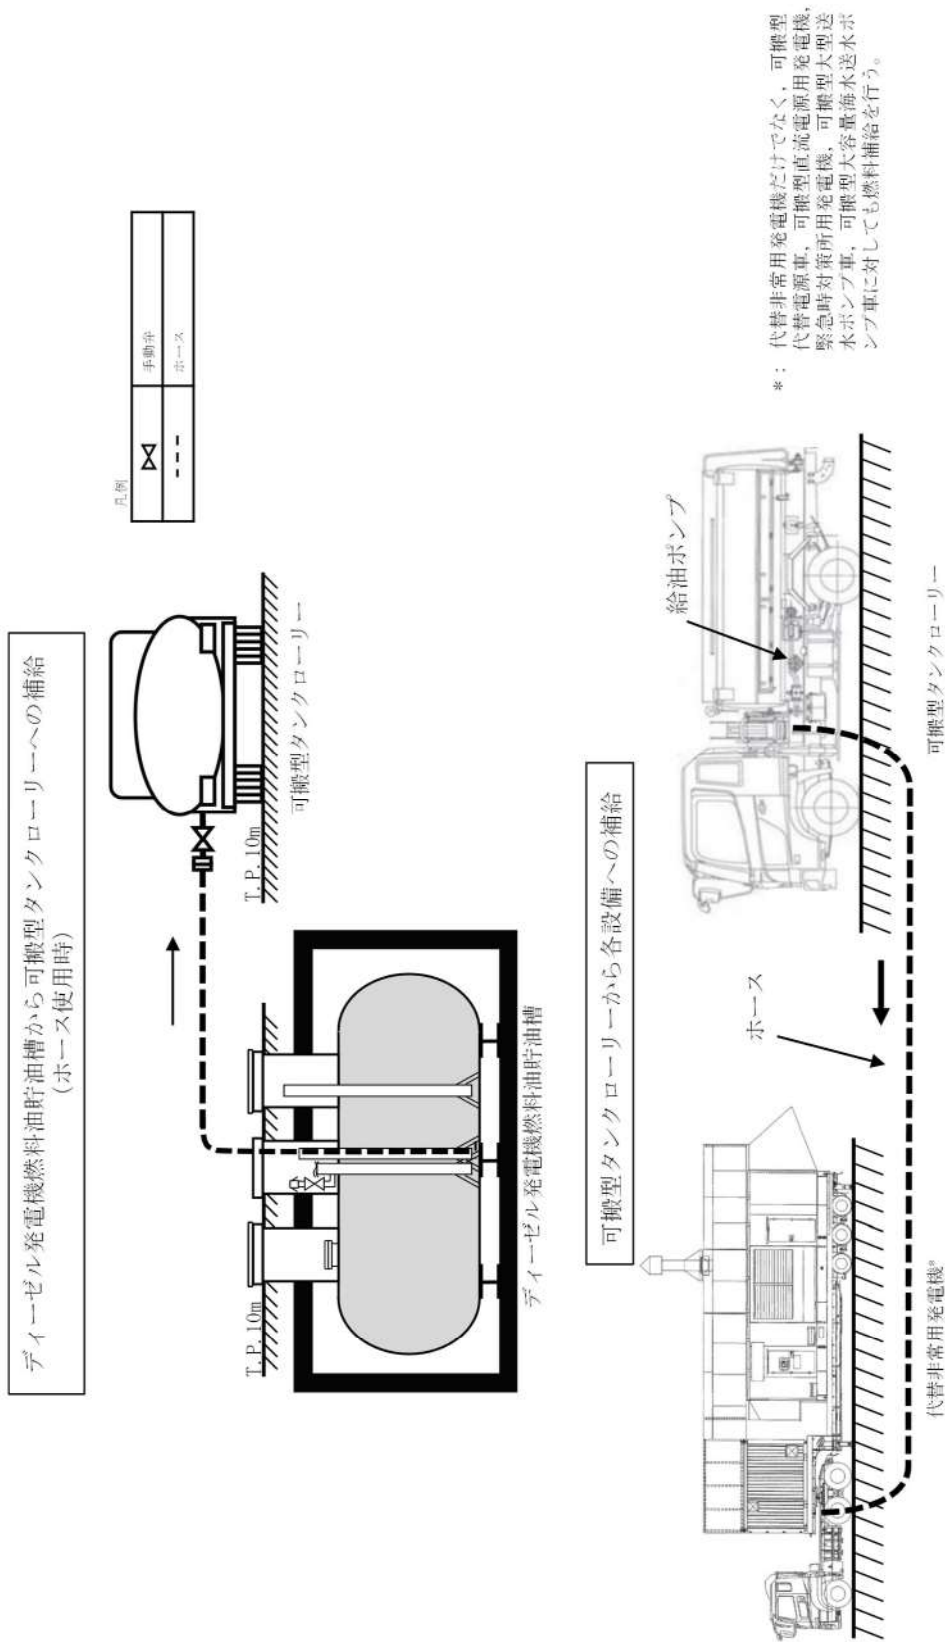 ディーゼル発電機燃料油貯油槽から可搬型タンクローリーへの補給
(ホース使用時)
凡例
手動弁
ホース
T.P. 10m
T.P. 10m
可搬型タンクローリー
ディーゼル発電機燃料油貯油槽
可搬型タンクローリーから各設備への補給
給油ポンプ
ホース
代替非常用発電機*
可搬型タンクローリー
*: 代替非常用発電機だけでなく，可搬型
代替電源車，可搬型直流電源用発電機，
緊急時対策所用発電機，可搬型大型送
水ポンプ車，可搬型大容量海水送水ポ
ンプ車に対しても燃料補給を行う。